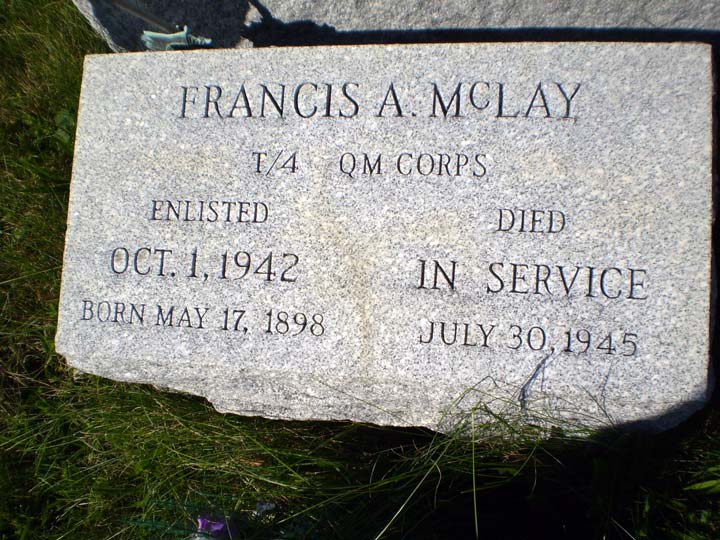 FRANCIS A. McLAY
T/4 QM CORPS
ENLISTED
OCT. 1, 1942
BORN MAY 17, 1898
DIED
IN SERVICE
JULY 30, 1945